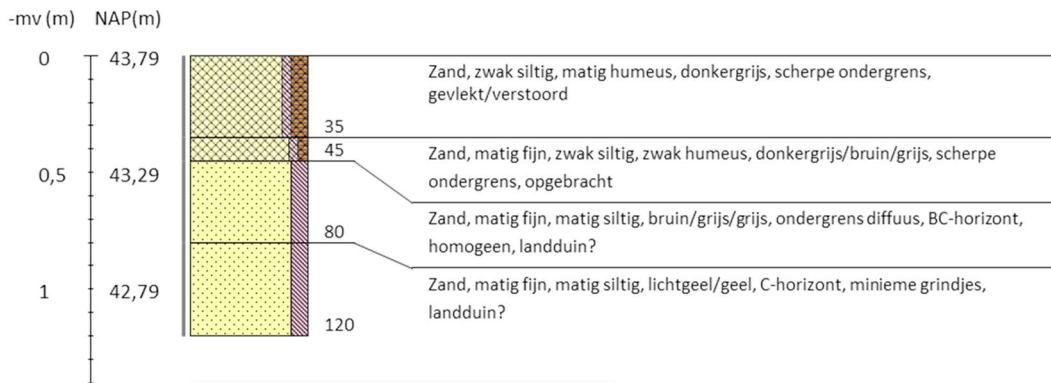 -mv (m) NAP(m)
0 43,79
Zand, zwak siltig, matig humeus, donkergrijs, scherpe ondergrens,
gevlekt/verstoord
35
45
Zand, matig fijn, zwak siltig, zwak humeus, donkergrijs/bruin/grijs, scherpe
ondergrens, opgebracht
0,5 43,29
Zand, matig fijn, matig siltig, bruin/grijs/grijs, ondergrens diffuus, BC-horizont,
homogeen, landduin?
80
Zand, matig fijn, matig siltig, lichtgeel/geel, C-horizont, minieme grindjes,
landduin?
1 42,79
120